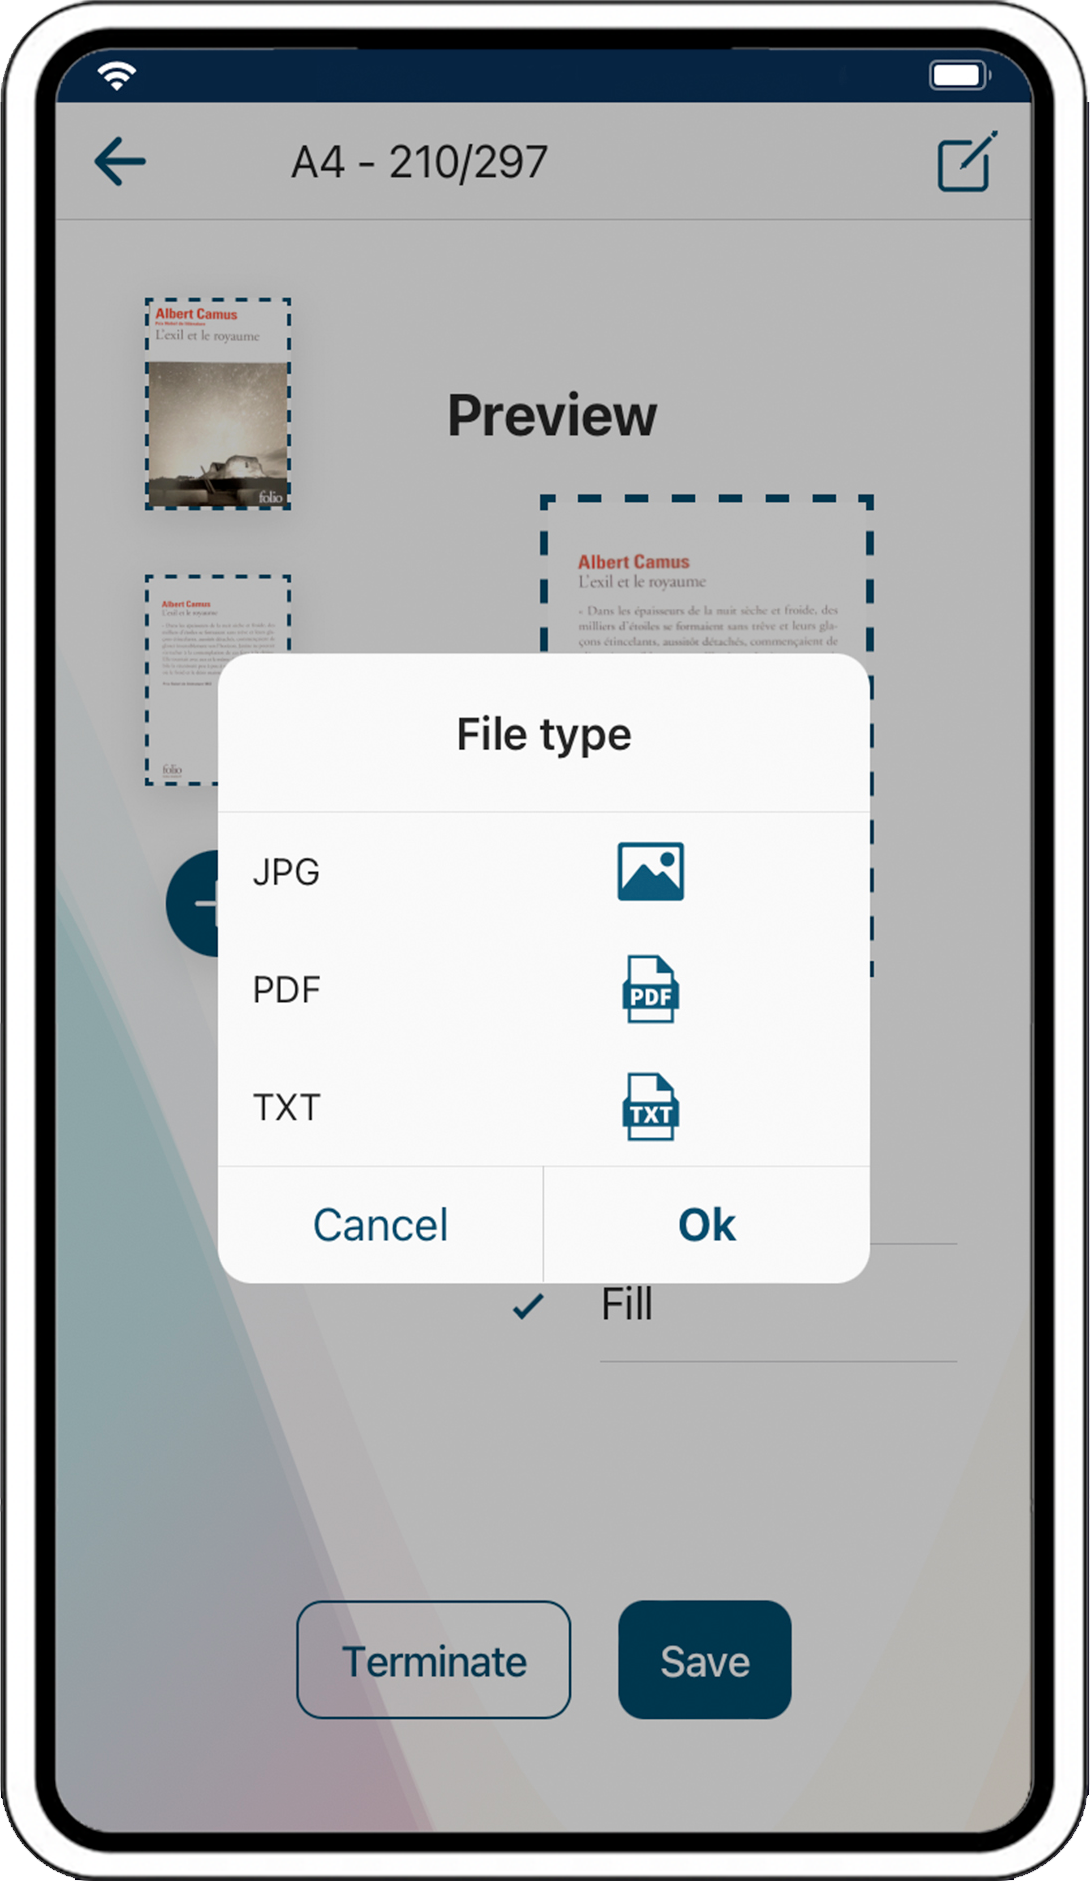 A4 - 210/297
Albert Camus
L'exil et le royaume
folio
Preview
Albert Camus
L'exil et le royaume
folio
Albert Camus
L'exil et le royaume
« Dans les épaisseurs de la nuit sèche et froide, des
milliers d'étoiles se formaient sans trêve et leurs gla-
çons étincelants, aussitôt détachés, commençaient de
File type
JPG
PDF
PDF
TXT
TXT
Cancel
Ok
Fill
Terminate
Save